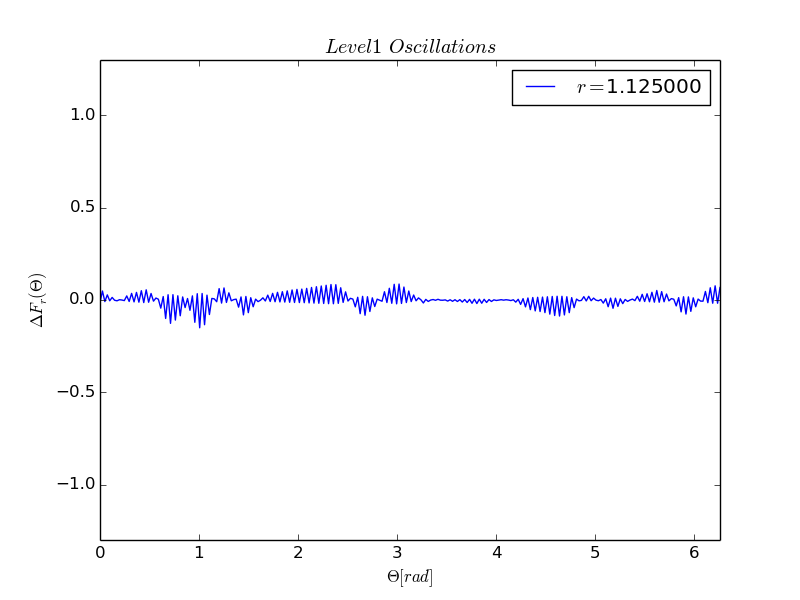 Level1 Oscillations
r=1.125000
1.0
0.5
0.0
−0.5
−1.0
ΔF_r(Θ)
0 1 2 3 4 5 6
Θ[rad]